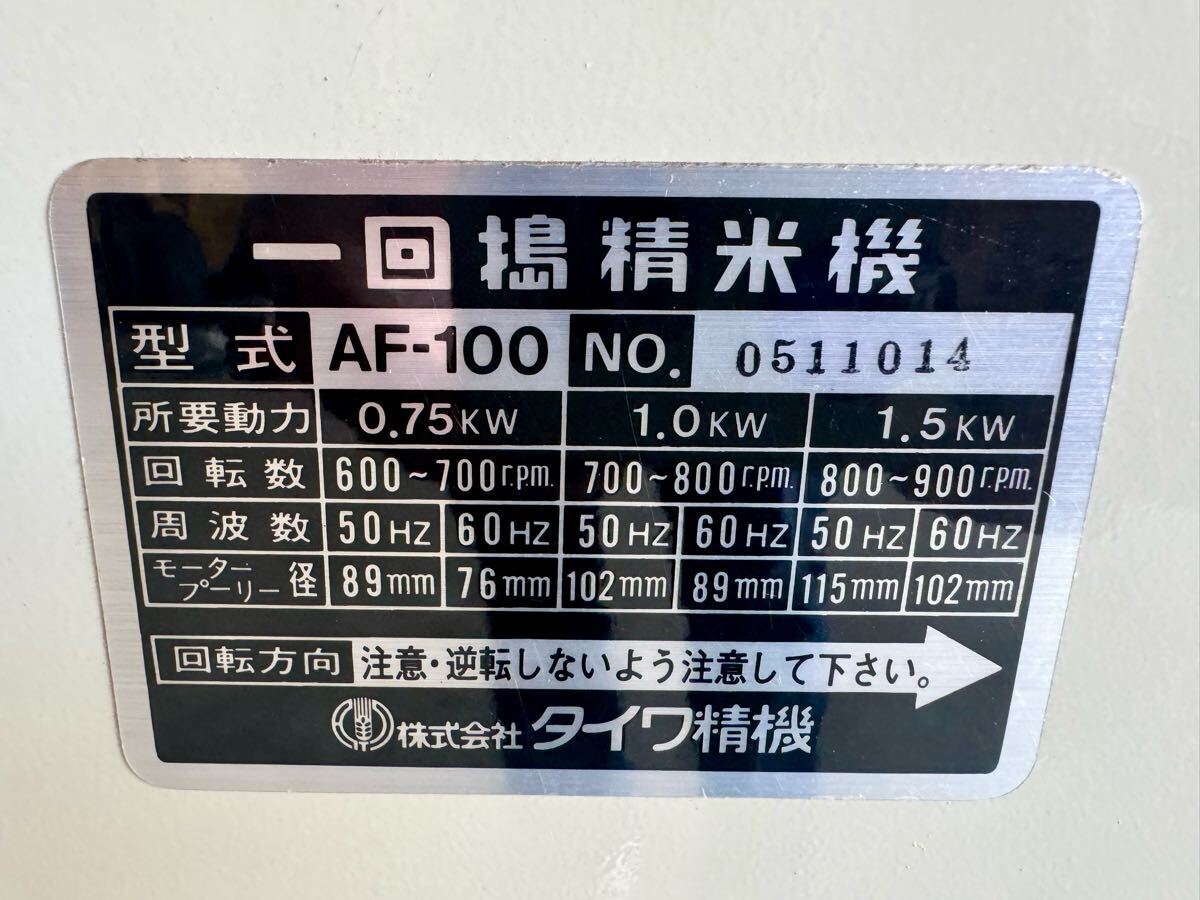 一回搗精米機
型式 AF-100 NO. 0511014
所要動力 0.75KW 1.0KW 1.5KW
回転数 600~700r.p.m. 700~800r.p.m. 800~900r.p.m.
周波数 50HZ 60HZ 50HZ 60HZ 50HZ 60HZ
モータープーリー径 89mm 76mm 102mm 89mm 115mm 102mm
回転方向 注意・逆転しないよう注意して下さい。
株式会社タイワ精機